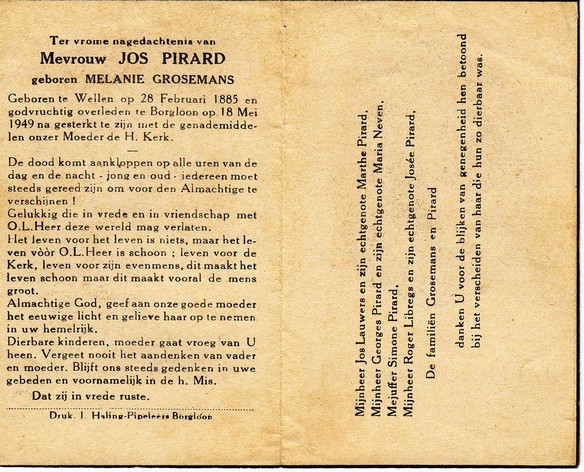 Ter vrome nagedachtenis van
Mevrouw JOS PIRARD
geboren MELANIE GROSEMANS
Geboren te Wellen op 28 Februari 1885 en
godvruchtig overleden te Borgloon op 18 Mei
1949 na gesterkt te zijn met de genademidde-
len onzer Moeder de H. Kerk.
—
De dood komt aankloppen op alle uren van de
dag en de nacht - jong en oud - iedereen moet
steeds gereed zijn om voor den Almachtige te
verschijnen !
Gelukkig die in vrede en in vriendschap met
O.L.Heer deze wereld mag verlaten.
Het leven voor het leven is niets, maar het le-
ven vòòr O.L.Heer is schoon ; leven voor de
Kerk, leven voor zijn evenmens, dit maakt het
leven schoon maar dit maakt vooral de mens
groot.
Almachtige God, geef aan onze goede moeder
het eeuwige licht en gelieve haar op te nemen
in uw hemelrijk.
Dierbare kinderen, moeder gaat vroeg van U
heen. Vergeet nooit het aandenken van vader
en moeder. Blijft ons steeds gedenken in uwe
gebeden en voornamelijk in de h. Mis.
Dat zij in vrede ruste.
Druk. J. Haling-Pipeleers Borgloon
Mijnheer Jos Lauwers en zijn echtgenote Marthe Pirard,
Mijnheer Georges Pirard en zijn echtgenote Maria Neven,
Mejuffer Simone Pirard,
Mijnheer Roger Libregs en zijn echtgenote Josée Pirard,
De familiën Grosemans en Pirard
danken U voor de blijken van genegenheid hen betoond
bij het verscheiden van haar die hun zo dierbaar was.